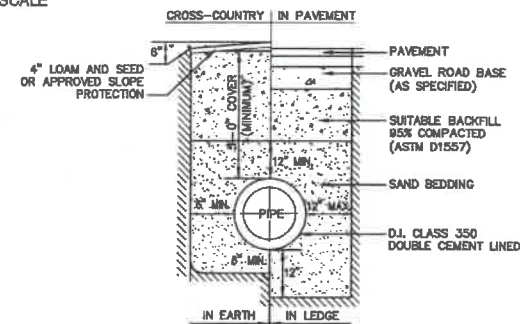 SCALE
CROSS-COUNTRY
IN PAVEMENT
6"
4" LOAM AND SEED
OR APPROVED SLOPE
PROTECTION
PAVEMENT
GRAVEL ROAD BASE
(AS SPECIFIED)
COVER
(MINIMUM)
SUITABLE BACKFILL
95% COMPACTED
(ASTM D1557)
12" MIN.
SAND BEDDING
6" MIN.
12" MAX.
PIPE
D.I. CLASS 350
DOUBLE CEMENT LINED
6" MIN.
12"
IN EARTH
IN LEDGE